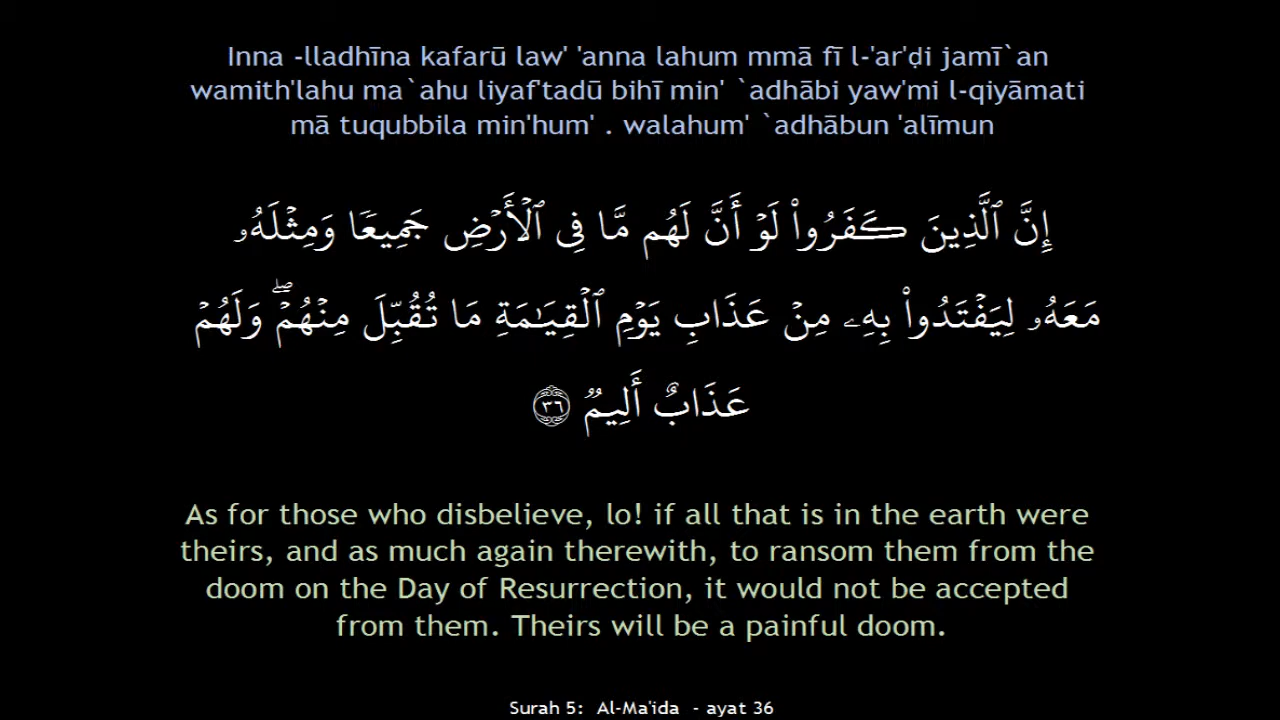 Inna -lladhīna kafarū law' 'anna lahum mmā fī l-'ar'ḍi jamī`an
wamith'lahu ma`ahu liyaf'tadū bihī min' `adhābi yaw'mi l-qiyāmati
mā tuqubbila min'hum' . walahum' `adhābun 'alīmun
إِنَّ ٱلَّذِينَ كَفَرُوا۟ لَوْ أَنَّ لَهُم مَّا فِى ٱلْأَرْضِ جَمِيعًا وَمِثْلَهُۥ
مَعَهُۥ لِيَفْتَدُوا۟ بِهِۦ مِنْ عَذَابِ يَوْمِ ٱلْقِيَـٰمَةِ مَا تُقُبِّلَ مِنْهُمْ ۖ وَلَهُمْ
عَذَابٌ أَلِيمٌ ٣٦
As for those who disbelieve, lo! if all that is in the earth were
theirs, and as much again therewith, to ransom them from the
doom on the Day of Resurrection, it would not be accepted
from them. Theirs will be a painful doom.
Surah 5: Al-Ma'ida - ayat 36